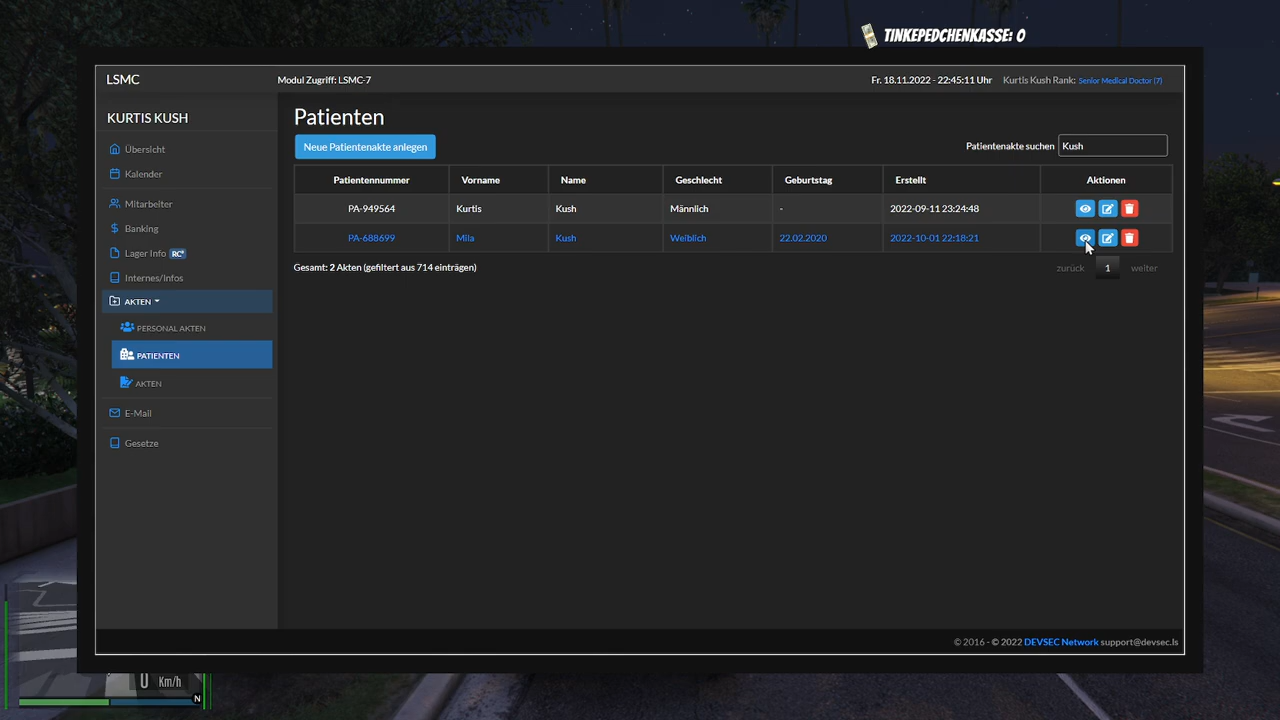 TINKEPEDCHENKASSE: 0
LSMC
Modul Zugriff: LSMC-7
Fr. 18.11.2022 - 22:45:11 Uhr
Kurtis Kush Rank: Senior Medical Doctor (7)
KURTIS KUSH
Übersicht
Kalender
Mitarbeiter
Banking
Lager Info RC²
Internes/Infos
AKTEN
PERSONAL AKTEN
PATIENTEN
AKTEN
E-Mail
Gesetze
Patienten
Neue Patientenakte anlegen
Patientenakte suchen Kush
Patientennummer Vorname Name Geschlecht Geburtstag Erstellt Aktionen
PA-949564 Kurtis Kush Männlich - 2022-09-11 23:24:48
PA-688699 Mila Kush Weiblich 22.02.2020 2022-10-01 22:18:21
Gesamt: 2 Akten (gefiltert aus 714 einträgen)
zurück 1 weiter
© 2016 - © 2022 DEVSEC Network support@devsec.ls
0 Km/h
N